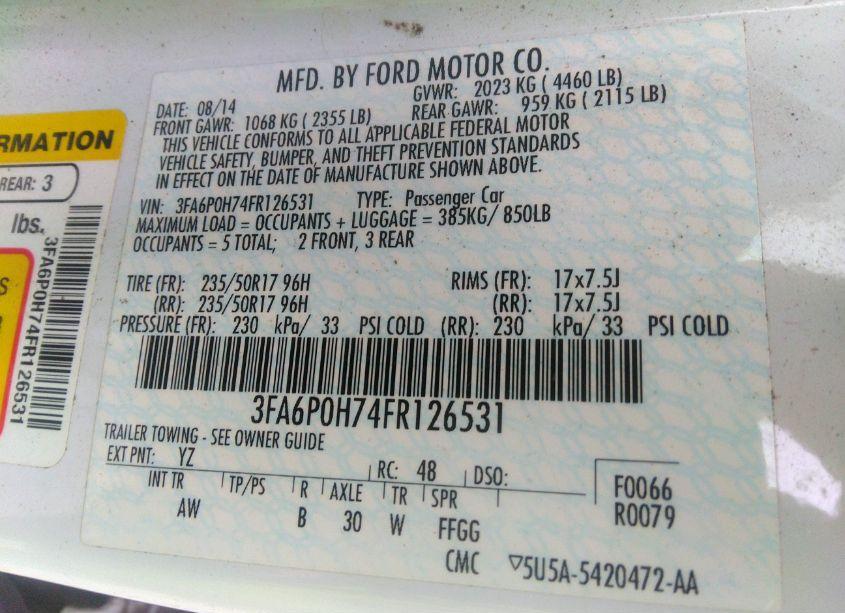 MFD. BY FORD MOTOR CO.
DATE: 08/14 GVWR: 2023 KG ( 4460 LB)
FRONT GAWR: 1068 KG ( 2355 LB) REAR GAWR: 959 KG ( 2115 LB)
THIS VEHICLE CONFORMS TO ALL APPLICABLE FEDERAL MOTOR
VEHICLE SAFETY, BUMPER, AND THEFT PREVENTION STANDARDS
IN EFFECT ON THE DATE OF MANUFACTURE SHOWN ABOVE.
VIN: 3FA6P0H74FR126531 TYPE: Passenger Car
MAXIMUM LOAD = OCCUPANTS + LUGGAGE = 385KG/ 850LB
OCCUPANTS = 5 TOTAL; 2 FRONT, 3 REAR
TIRE (FR): 235/50R17 96H RIMS (FR): 17x7.5J
(RR): 235/50R17 96H (RR): 17x7.5J
PRESSURE (FR): 230 kPa/ 33 PSI COLD (RR): 230 kPa/ 33 PSI COLD
3FA6P0H74FR126531
TRAILER TOWING - SEE OWNER GUIDE
EXT PNT: YZ RC: 48 DSO:
INT TR TP/PS R AXLE TR SPR F0066
AW B 30 W FFGG R0079
CMC 5U5A-5420472-AA
RMATION
REAR: 3
lbs.
3FA6P0H74FR126531
S